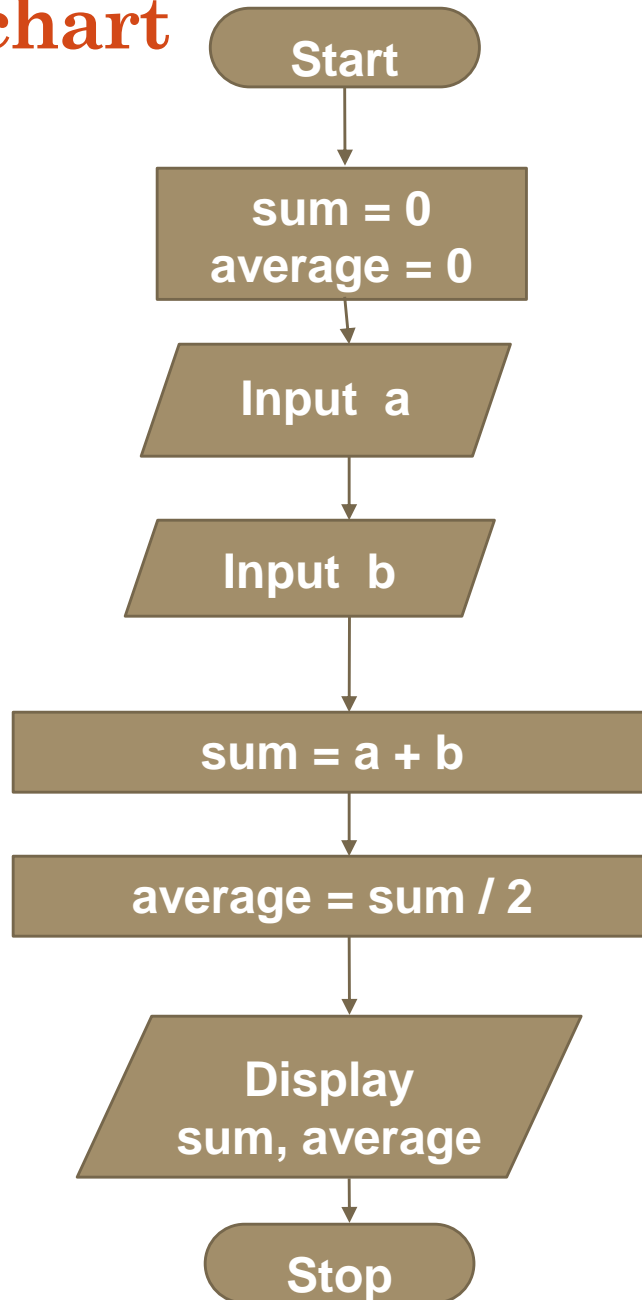 chart
Start
sum = 0
average = 0
Input a
Input b
sum = a + b
average = sum / 2
Display
sum, average
Stop